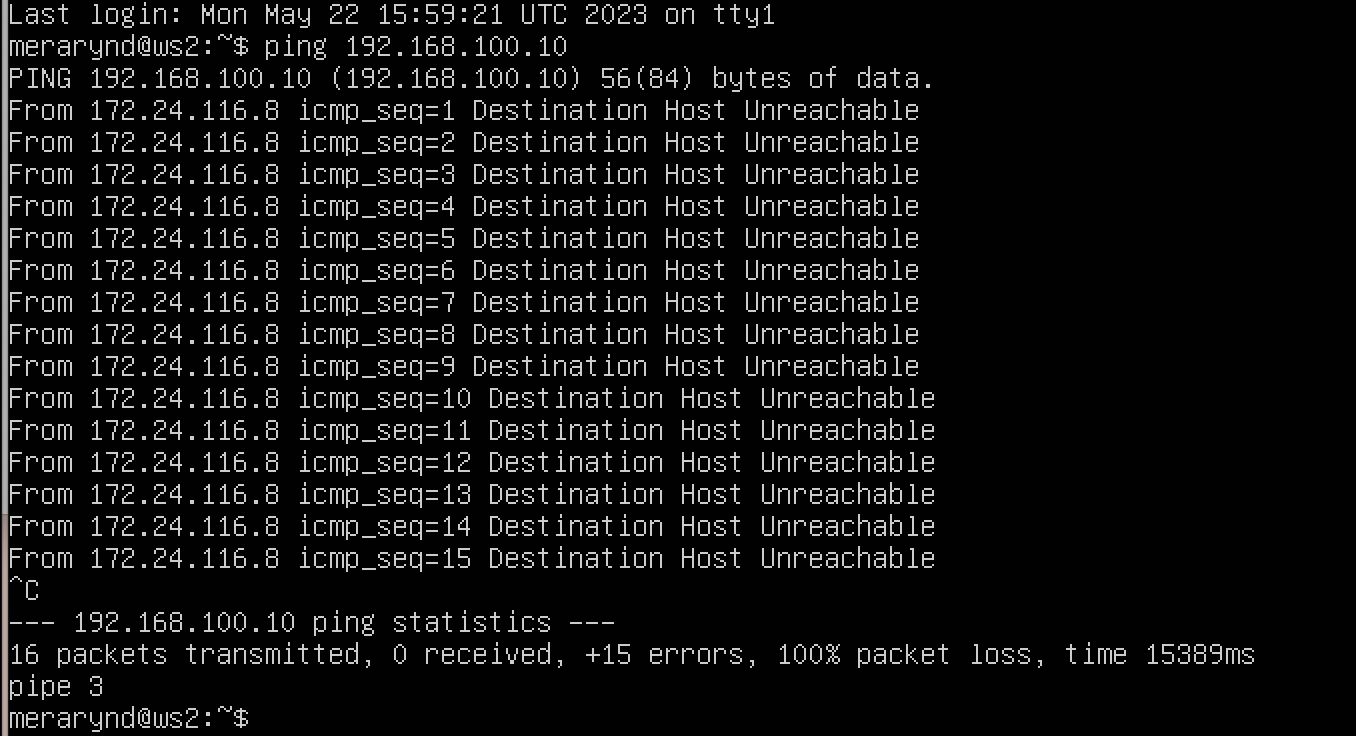 Last login: Mon May 22 15:59:21 UTC 2023 on tty1
merarynd@ws2:~$ ping 192.168.100.10
PING 192.168.100.10 (192.168.100.10) 56(84) bytes of data.
From 172.24.116.8 icmp_seq=1 Destination Host Unreachable
From 172.24.116.8 icmp_seq=2 Destination Host Unreachable
From 172.24.116.8 icmp_seq=3 Destination Host Unreachable
From 172.24.116.8 icmp_seq=4 Destination Host Unreachable
From 172.24.116.8 icmp_seq=5 Destination Host Unreachable
From 172.24.116.8 icmp_seq=6 Destination Host Unreachable
From 172.24.116.8 icmp_seq=7 Destination Host Unreachable
From 172.24.116.8 icmp_seq=8 Destination Host Unreachable
From 172.24.116.8 icmp_seq=9 Destination Host Unreachable
From 172.24.116.8 icmp_seq=10 Destination Host Unreachable
From 172.24.116.8 icmp_seq=11 Destination Host Unreachable
From 172.24.116.8 icmp_seq=12 Destination Host Unreachable
From 172.24.116.8 icmp_seq=13 Destination Host Unreachable
From 172.24.116.8 icmp_seq=14 Destination Host Unreachable
From 172.24.116.8 icmp_seq=15 Destination Host Unreachable
^C
--- 192.168.100.10 ping statistics ---
16 packets transmitted, 0 received, +15 errors, 100% packet loss, time 15389ms
pipe 3
merarynd@ws2:~$